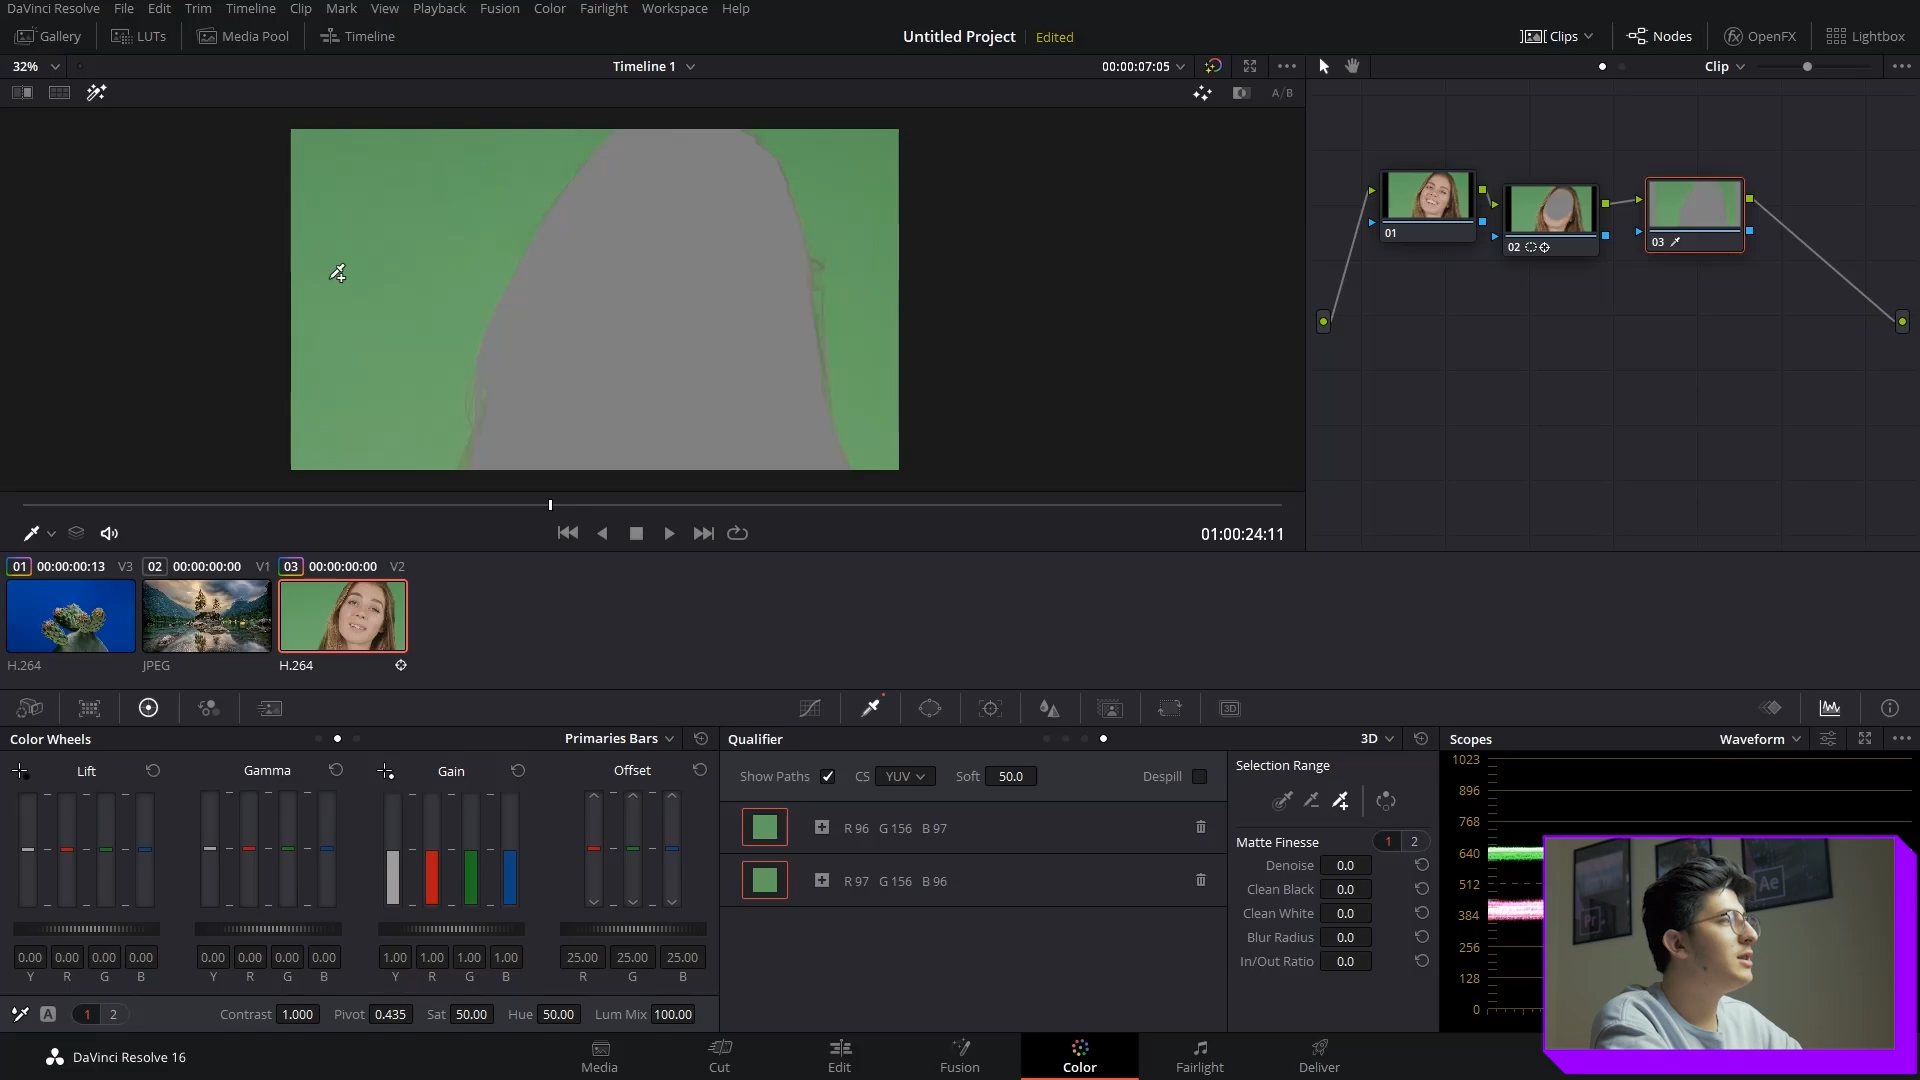 DaVinci Resolve File Edit Trim Timeline Clip Mark View Playback Fusion Color Fairlight Workspace Help
Gallery LUTs Media Pool Timeline Untitled Project Edited Clips Nodes OpenFX Lightbox
32% Timeline 1 00:00:07:05 Clip
A/B
01
02
03
01:00:24:11
01 00:00:00:13 V3 02 00:00:00:00 V1 03 00:00:00:00 V2
H.264 JPEG H.264
3D
Color Wheels Primaries Bars Qualifier 3D Scopes Waveform
Lift Gamma Gain Offset
Show Paths CS YUV Soft 50.0 Despill
Selection Range
R 96 G 156 B 97
R 97 G 156 B 96
Matte Finesse 1 2
Denoise 0.0
Clean Black 0.0
Clean White 0.0
Blur Radius 0.0
In/Out Ratio 0.0
1023
896
768
640
512
384
256
128
0
Ae
Pr
0.00 0.00 0.00 0.00 0.00 0.00 0.00 0.00 1.00 1.00 1.00 1.00 25.00 25.00 25.00
Y R G B Y R G B Y R G B R G B
A 1 2 Contrast 1.000 Pivot 0.435 Sat 50.00 Hue 50.00 Lum Mix 100.00
DaVinci Resolve 16 Media Cut Edit Fusion Color Fairlight Deliver